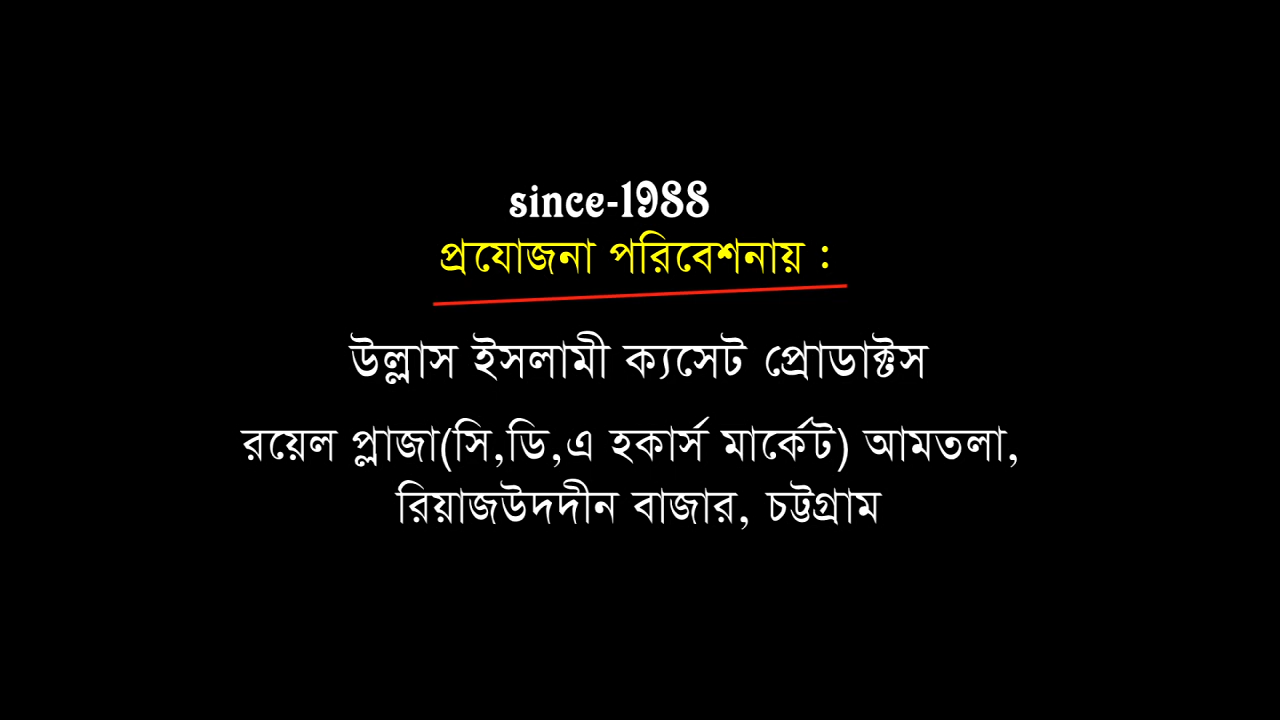 since-1988
প্রযোজনা পরিবেশনায় :
উল্লাস ইসলামী ক্যসেট প্রোডাক্টস
রয়েল প্লাজা(সি,ডি,এ হকার্স মার্কেট) আমতলা,
রিয়াজউদদীন বাজার, চট্টগ্রাম